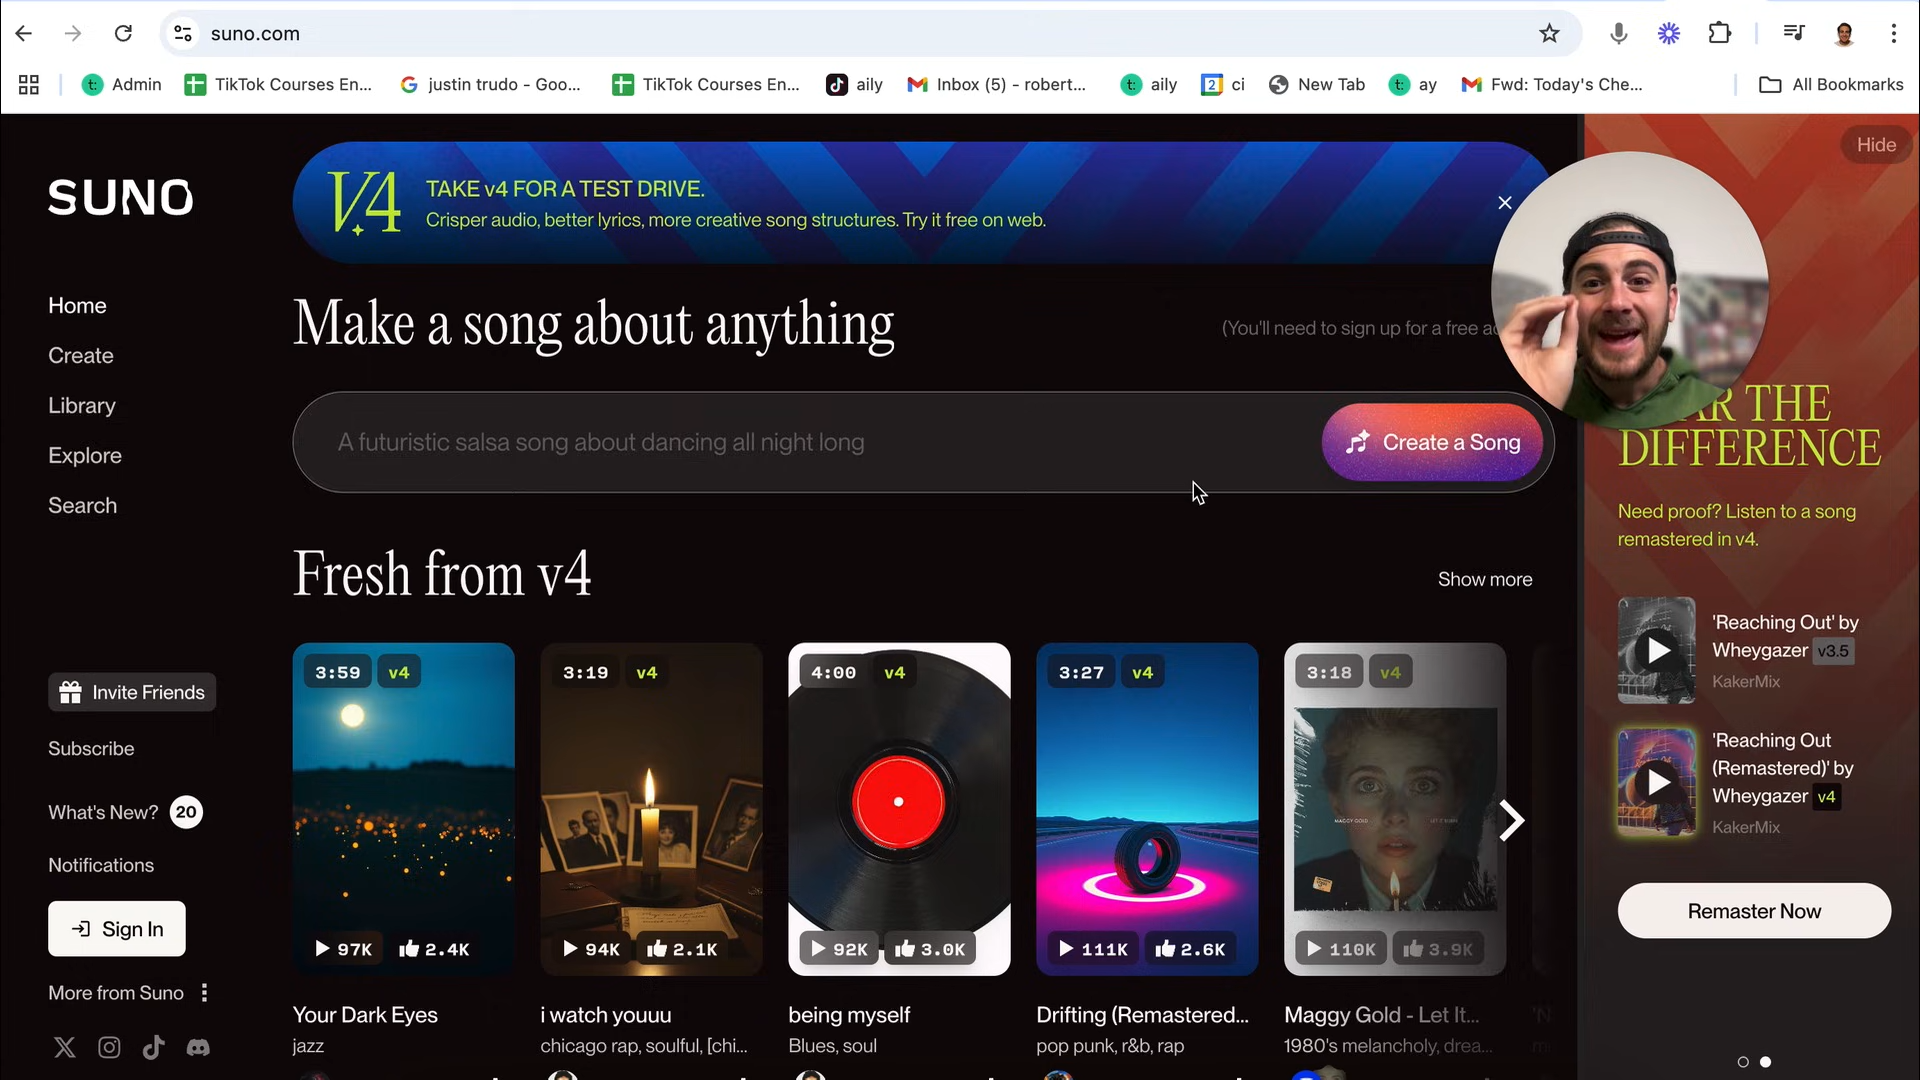 suno.com
Admin
TikTok Courses En...
justin trudo - Goo...
TikTok Courses En...
aily
Inbox (5) - robert...
aily
2
ci
New Tab
ay
Fwd: Today's Che...
All Bookmarks
SUNO
Home
Create
Library
Explore
Search
Invite Friends
Subscribe
What's New? 20
Notifications
Sign In
More from Suno
V4
TAKE v4 FOR A TEST DRIVE.
Crisper audio, better lyrics, more creative song structures. Try it free on web.
Make a song about anything
(You'll need to sign up for a free
A futuristic salsa song about dancing all night long
Create a Song
Fresh from v4
Show more
3:59 v4
97K 2.4K
Your Dark Eyes
jazz
3:19 v4
94K 2.1K
i watch youuu
chicago rap, soulful, [chi...
4:00 v4
92K 3.0K
being myself
Blues, soul
3:27 v4
111K 2.6K
Drifting (Remastered...
pop punk, r&b, rap
3:18 v4
MAGGY GOLD
110K 3.9K
Maggy Gold - Let It...
1980's melancholy, drea...
Hide
THE
DIFFERENCE
Need proof? Listen to a song
remastered in v4.
'Reaching Out' by
Wheygazer v3.5
KakerMix
'Reaching Out
(Remastered)' by
Wheygazer v4
KakerMix
Remaster Now